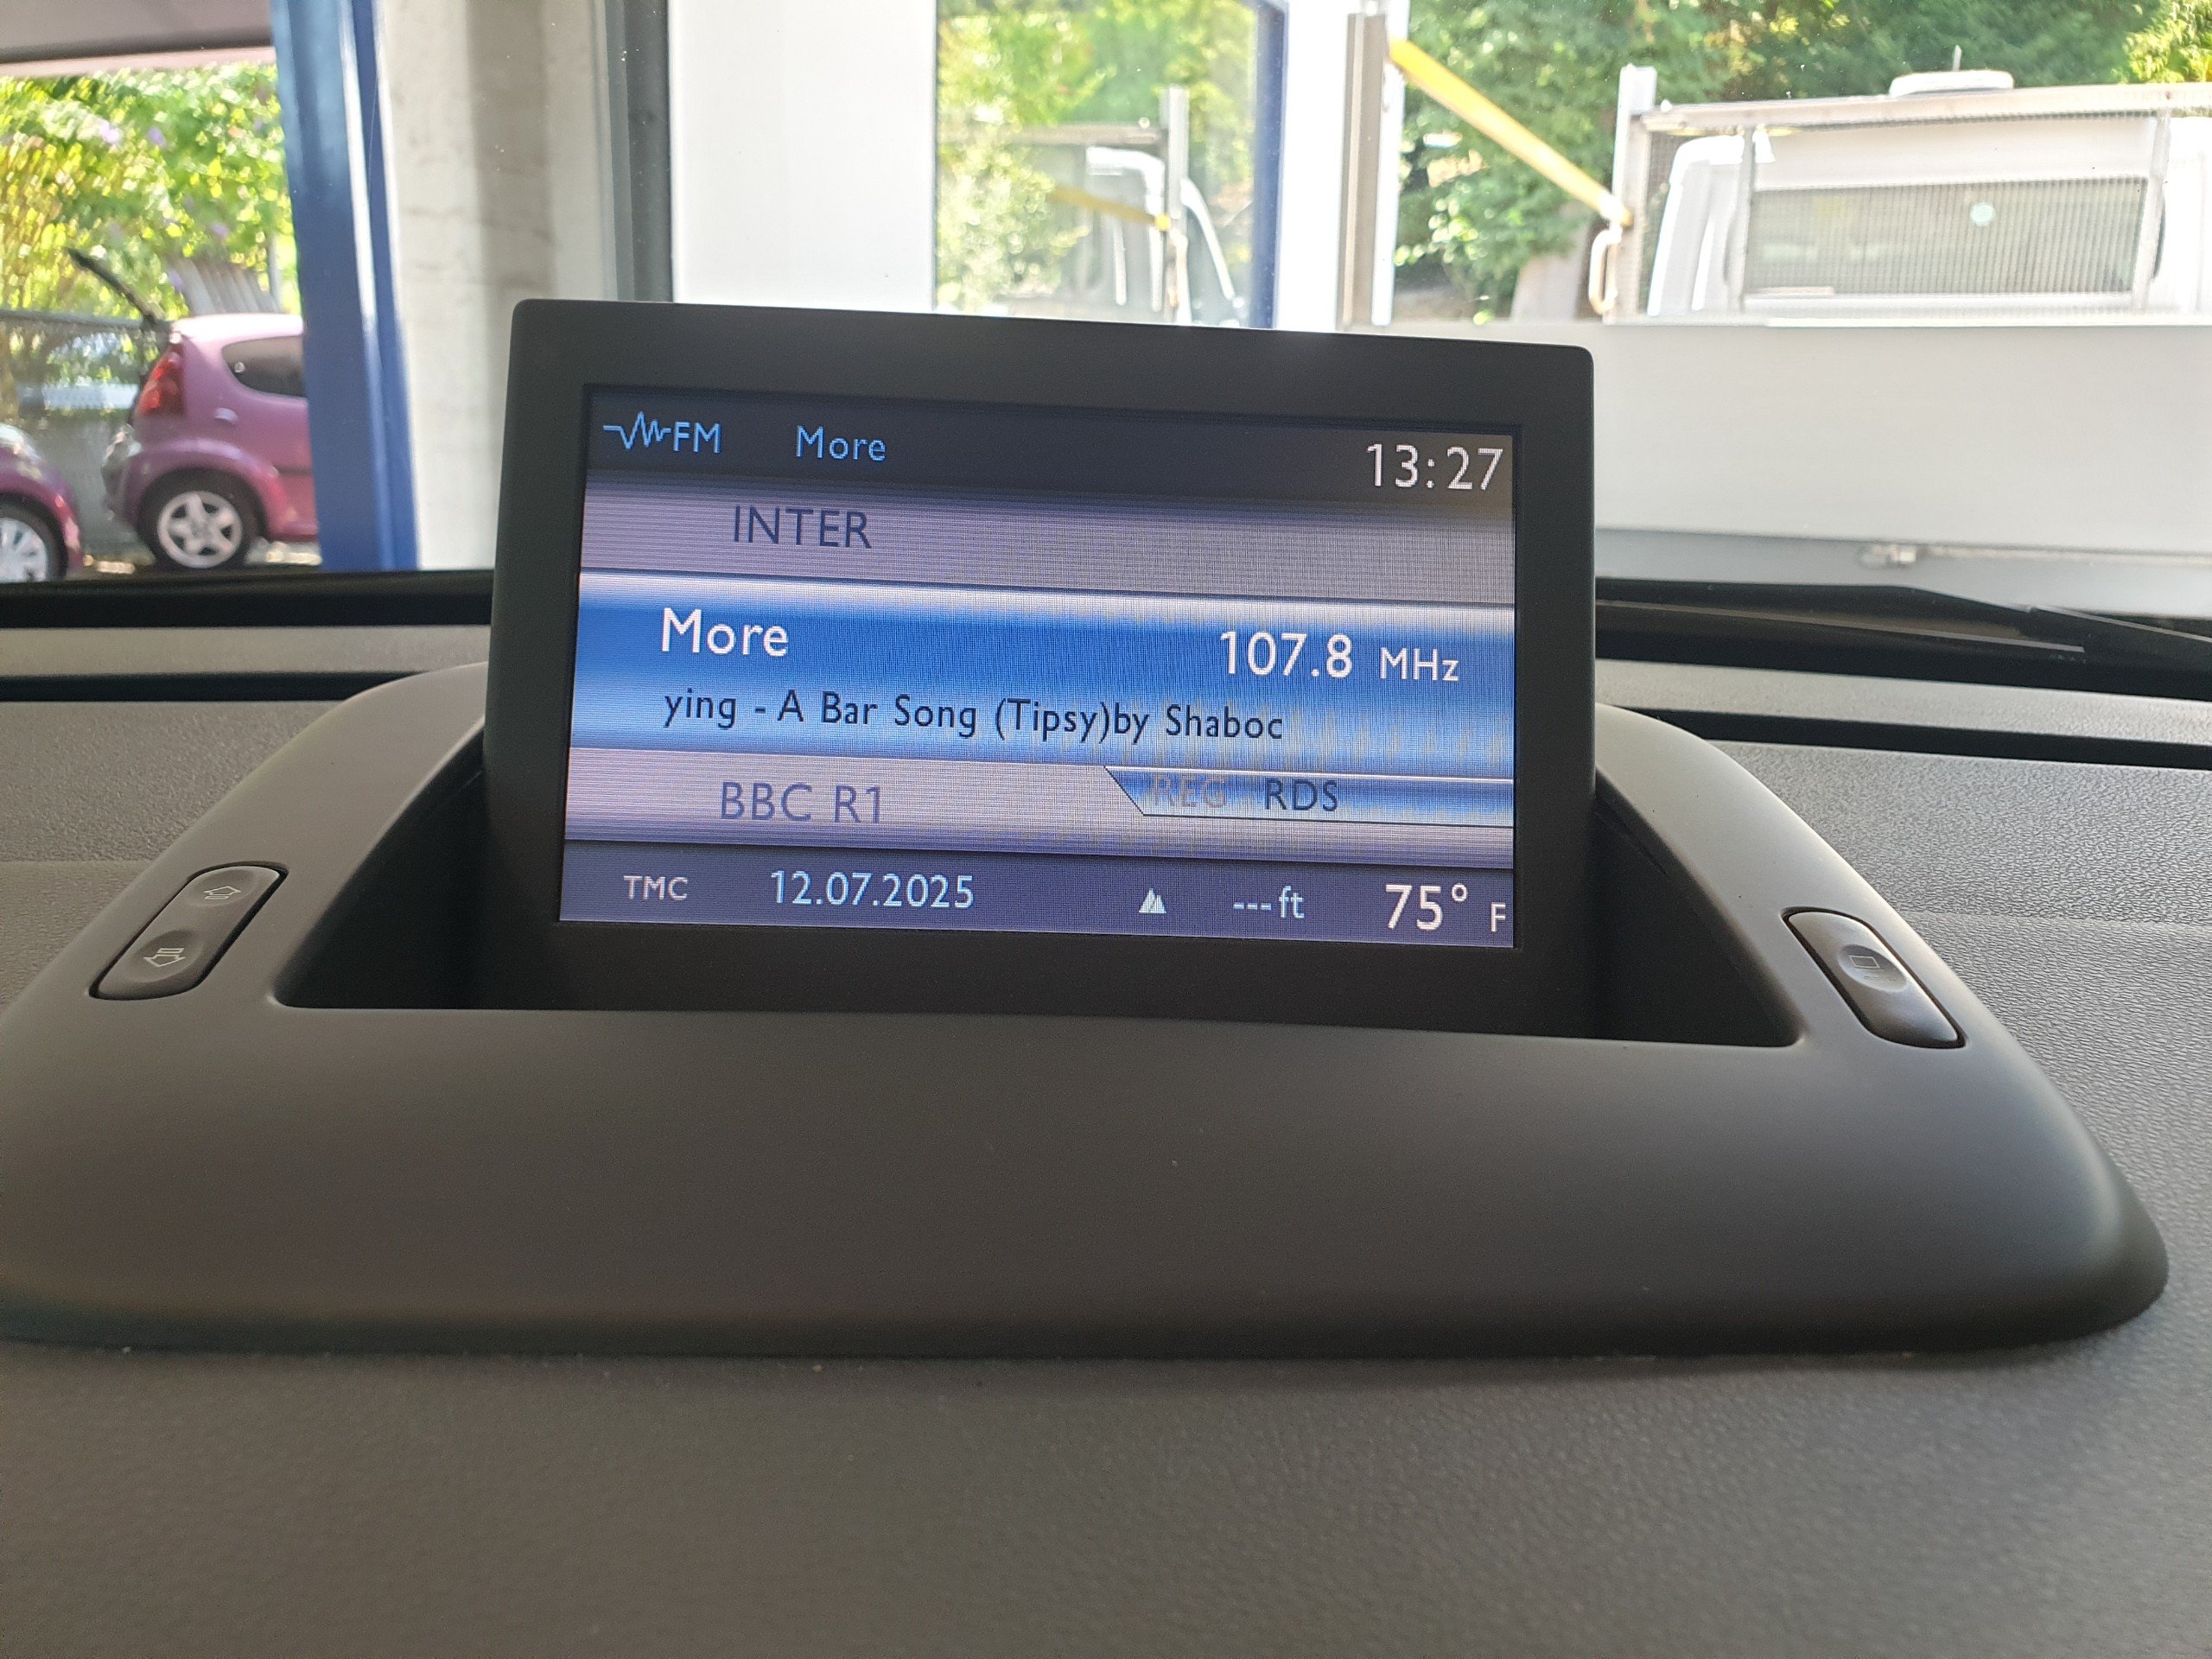 FM More 13:27
INTER
More 107.8 MHz
ying - A Bar Song (Tipsy)by Shaboc
BBC R1 REG RDS
TMC 12.07.2025 ---ft 75° F